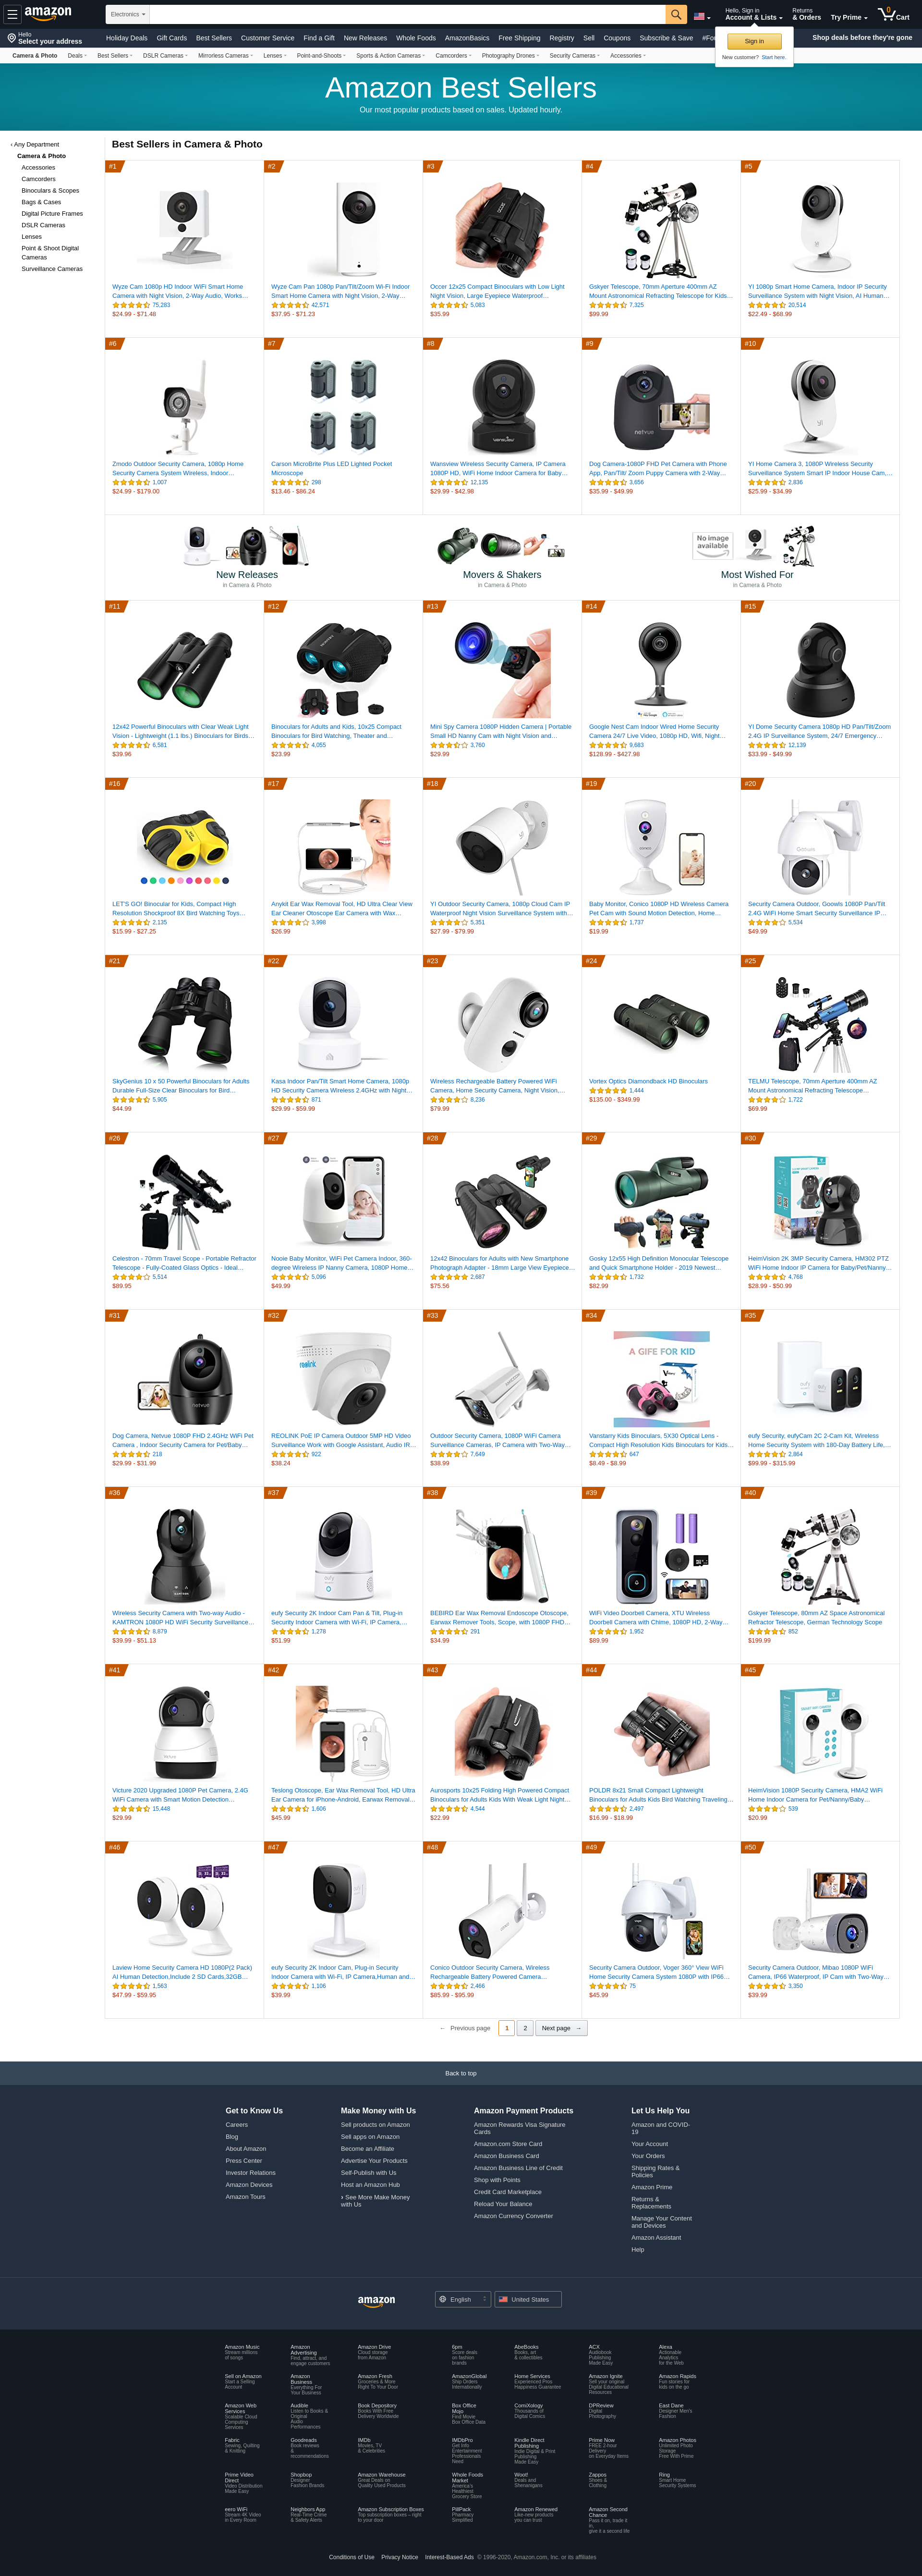 amazon
Electronics
Hello, Sign in
Account & Lists
Returns
& Orders
Try Prime
0
Cart
Hello
Select your address
Holiday Deals
Gift Cards
Best Sellers
Customer Service
Find a Gift
New Releases
Whole Foods
AmazonBasics
Free Shipping
Registry
Sell
Coupons
Subscribe & Save
Shop deals before they're gone
Sign in
New customer? Start here.
Camera & Photo
Deals
Best Sellers
DSLR Cameras
Mirrorless Cameras
Lenses
Point-and-Shoots
Sports & Action Cameras
Camcorders
Photography Drones
Security Cameras
Accessories
Amazon Best Sellers
Our most popular products based on sales. Updated hourly.
‹ Any Department
Camera & Photo
Accessories
Camcorders
Binoculars & Scopes
Bags & Cases
Digital Picture Frames
DSLR Cameras
Lenses
Point & Shoot Digital
Cameras
Surveillance Cameras
Best Sellers in Camera & Photo
#1
Wyze Cam 1080p HD Indoor WiFi Smart Home
Camera with Night Vision, 2-Way Audio, Works…
75,283
$24.99 - $71.48
#2
Wyze Cam Pan 1080p Pan/Tilt/Zoom Wi-Fi Indoor
Smart Home Camera with Night Vision, 2-Way…
42,571
$37.95 - $71.23
#3
Occer 12x25 Compact Binoculars with Low Light
Night Vision, Large Eyepiece Waterproof…
5,083
$35.99
#4
Gskyer Telescope, 70mm Aperture 400mm AZ
Mount Astronomical Refracting Telescope for Kids…
7,325
$99.99
#5
YI 1080p Smart Home Camera, Indoor IP Security
Surveillance System with Night Vision, AI Human…
20,514
$22.49 - $68.99
#6
Zmodo Outdoor Security Camera, 1080p Home
Security Camera System Wireless, Indoor…
1,007
$24.99 - $179.00
#7
Carson MicroBrite Plus LED Lighted Pocket
Microscope
298
$13.46 - $86.24
#8
Wansview Wireless Security Camera, IP Camera
1080P HD, WiFi Home Indoor Camera for Baby…
12,135
$29.99 - $42.98
#9
netvue
Dog Camera-1080P FHD Pet Camera with Phone
App, Pan/Tilt/ Zoom Puppy Camera with 2-Way…
3,656
$35.99 - $49.99
#10
YI Home Camera 3, 1080P Wireless Security
Surveillance System Smart IP Indoor House Cam,…
2,836
$25.99 - $34.99
New Releases
in Camera & Photo
Movers & Shakers
in Camera & Photo
No image
available
Most Wished For
in Camera & Photo
#11
12x42 Powerful Binoculars with Clear Weak Light
Vision - Lightweight (1.1 lbs.) Binoculars for Birds…
6,581
$39.96
#12
Binoculars for Adults and Kids, 10x25 Compact
Binoculars for Bird Watching, Theater and…
4,055
$23.99
#13
Mini Spy Camera 1080P Hidden Camera | Portable
Small HD Nanny Cam with Night Vision and…
3,760
$29.99
#14
Google Nest Cam Indoor Wired Home Security
Camera 24/7 Live Video, 1080p HD, Wifi, Night…
9,683
$128.99 - $427.98
#15
YI Dome Security Camera 1080p HD Pan/Tilt/Zoom
2.4G IP Surveillance System, 24/7 Emergency…
12,139
$33.99 - $49.99
#16
LET'S GO! Binocular for Kids, Compact High
Resolution Shockproof 8X Bird Watching Toys…
2,135
$15.99 - $27.25
#17
Anykit Ear Wax Removal Tool, HD Ultra Clear View
Ear Cleaner Otoscope Ear Camera with Wax…
3,998
$26.99
#18
YI Outdoor Security Camera, 1080p Cloud Cam IP
Waterproof Night Vision Surveillance System with…
5,351
$27.99 - $79.99
#19
Baby Monitor, Conico 1080P HD Wireless Camera
Pet Cam with Sound Motion Detection, Home…
1,737
$19.99
#20
Security Camera Outdoor, Goowls 1080P Pan/Tilt
2.4G WiFi Home Smart Security Surveillance IP…
5,534
$49.99
#21
SkyGenius 10 x 50 Powerful Binoculars for Adults
Durable Full-Size Clear Binoculars for Bird…
5,905
$44.99
#22
Kasa Indoor Pan/Tilt Smart Home Camera, 1080p
HD Security Camera Wireless 2.4GHz with Night…
871
$29.99 - $59.99
#23
Wireless Rechargeable Battery Powered WiFi
Camera, Home Security Camera, Night Vision,…
8,236
$79.99
#24
Vortex Optics Diamondback HD Binoculars
1,444
$135.00 - $349.99
#25
TELMU Telescope, 70mm Aperture 400mm AZ
Mount Astronomical Refracting Telescope…
1,722
$69.99
#26
Celestron - 70mm Travel Scope - Portable Refractor
Telescope - Fully-Coated Glass Optics - Ideal…
5,514
$89.95
#27
Nooie Baby Monitor, WiFi Pet Camera Indoor, 360-
degree Wireless IP Nanny Camera, 1080P Home…
5,096
$49.99
#28
12x42 Binoculars for Adults with New Smartphone
Photograph Adapter - 18mm Large View Eyepiece…
2,687
$75.56
#29
Gosky 12x55 High Definition Monocular Telescope
and Quick Smartphone Holder - 2019 Newest…
1,732
$82.99
#30
HeimVision 2K 3MP Security Camera, HM302 PTZ
WiFi Home Indoor IP Camera for Baby/Pet/Nanny…
4,768
$28.99 - $50.99
#31
netvue
Dog Camera, Netvue 1080P FHD 2.4GHz WiFi Pet
Camera , Indoor Security Camera for Pet/Baby…
218
$29.99 - $31.99
#32
reolink
REOLINK PoE IP Camera Outdoor 5MP HD Video
Surveillance Work with Google Assistant, Audio IR…
922
$38.24
#33
Outdoor Security Camera, 1080P WiFi Camera
Surveillance Cameras, IP Camera with Two-Way…
7,649
$38.99
#34
A GIFE FOR KID
Vanstarry Kids Binoculars, 5X30 Optical Lens -
Compact High Resolution Kids Binoculars for Kids…
647
$8.49 - $8.99
#35
eufy Security, eufyCam 2C 2-Cam Kit, Wireless
Home Security System with 180-Day Battery Life,…
2,864
$99.99 - $315.99
#36
Wireless Security Camera with Two-way Audio -
KAMTRON 1080P HD WiFi Security Surveillance…
8,879
$39.99 - $51.13
#37
eufy Security 2K Indoor Cam Pan & Tilt, Plug-in
Security Indoor Camera with Wi-Fi, IP Camera,…
1,278
$51.99
#38
BEBIRD Ear Wax Removal Endoscope Otoscope,
Earwax Remover Tools, Scope, with 1080P FHD…
291
$34.99
#39
WiFi Video Doorbell Camera, XTU Wireless
Doorbell Camera with Chime, 1080P HD, 2-Way…
1,952
$89.99
#40
Gskyer Telescope, 80mm AZ Space Astronomical
Refractor Telescope, German Technology Scope
852
$199.99
#41
Victure 2020 Upgraded 1080P Pet Camera, 2.4G
WiFi Camera with Smart Motion Detection…
15,448
$29.99
#42
Teslong Otoscope, Ear Wax Removal Tool, HD Ultra
Ear Camera for iPhone-Android, Earwax Removal…
1,606
$45.99
#43
Aurosports 10x25 Folding High Powered Compact
Binoculars for Adults Kids With Weak Light Night…
4,544
$22.99
#44
POLDR 8x21 Small Compact Lightweight
Binoculars for Adults Kids Bird Watching Traveling…
2,497
$16.99 - $18.99
#45
HeimVision 1080P Security Camera, HMA2 WiFi
Home Indoor Camera for Pet/Nanny/Baby…
539
$20.99
#46
Laview Home Security Camera HD 1080P(2 Pack)
AI Human Detection,Include 2 SD Cards,32GB…
1,563
$47.99 - $59.95
#47
eufy Security 2K Indoor Cam, Plug-in Security
Indoor Camera with Wi-Fi, IP Camera,Human and…
1,106
$39.99
#48
Conico Outdoor Security Camera, Wireless
Rechargeable Battery Powered Camera…
2,466
$85.99 - $95.99
#49
Security Camera Outdoor, Voger 360° View WiFi
Home Security Camera System 1080P with IP66…
75
$45.99
#50
Security Camera Outdoor, Mibao 1080P WiFi
Camera, IP66 Waterproof, IP Cam with Two-Way…
3,350
$39.99
← Previous page
1
2
Next page →
Back to top
Get to Know Us
Careers
Blog
About Amazon
Press Center
Investor Relations
Amazon Devices
Amazon Tours
Make Money with Us
Sell products on Amazon
Sell apps on Amazon
Become an Affiliate
Advertise Your Products
Self-Publish with Us
Host an Amazon Hub
› See More Make Money
with Us
Amazon Payment Products
Amazon Rewards Visa Signature
Cards
Amazon.com Store Card
Amazon Business Card
Amazon Business Line of Credit
Shop with Points
Credit Card Marketplace
Reload Your Balance
Amazon Currency Converter
Let Us Help You
Amazon and COVID-
19
Your Account
Your Orders
Shipping Rates &
Policies
Amazon Prime
Returns &
Replacements
Manage Your Content
and Devices
Amazon Assistant
Help
amazon
English
United States
Amazon Music
Stream millions
of songs
Amazon
Advertising
Find, attract, and
engage customers
Amazon Drive
Cloud storage
from Amazon
6pm
Score deals
on fashion
brands
AbeBooks
Books, art
& collectibles
ACX
Audiobook
Publishing
Made Easy
Alexa
Actionable
Analytics
for the Web
Sell on Amazon
Start a Selling
Account
Amazon
Business
Everything For
Your Business
Amazon Fresh
Groceries & More
Right To Your Door
AmazonGlobal
Ship Orders
Internationally
Home Services
Experienced Pros
Happiness Guarantee
Amazon Ignite
Sell your original
Digital Educational
Resources
Amazon Rapids
Fun stories for
kids on the go
Amazon Web
Services
Scalable Cloud
Computing
Services
Audible
Listen to Books &
Original
Audio
Performances
Book Depository
Books With Free
Delivery Worldwide
Box Office
Mojo
Find Movie
Box Office Data
ComiXology
Thousands of
Digital Comics
DPReview
Digital
Photography
East Dane
Designer Men's
Fashion
Fabric
Sewing, Quilting
& Knitting
Goodreads
Book reviews
&
recommendations
IMDb
Movies, TV
& Celebrities
IMDbPro
Get Info
Entertainment
Professionals
Need
Kindle Direct
Publishing
Indie Digital & Print
Publishing
Made Easy
Prime Now
FREE 2-hour
Delivery
on Everyday Items
Amazon Photos
Unlimited Photo
Storage
Free With Prime
Prime Video
Direct
Video Distribution
Made Easy
Shopbop
Designer
Fashion Brands
Amazon Warehouse
Great Deals on
Quality Used Products
Whole Foods
Market
America's
Healthiest
Grocery Store
Woot!
Deals and
Shenanigans
Zappos
Shoes &
Clothing
Ring
Smart Home
Security Systems
eero WiFi
Stream 4K Video
in Every Room
Neighbors App
Real-Time Crime
& Safety Alerts
Amazon Subscription Boxes
Top subscription boxes – right
to your door
PillPack
Pharmacy
Simplified
Amazon Renewed
Like-new products
you can trust
Amazon Second
Chance
Pass it on, trade it
in,
give it a second life
Conditions of Use
Privacy Notice
Interest-Based Ads
© 1996-2020, Amazon.com, Inc. or its affiliates